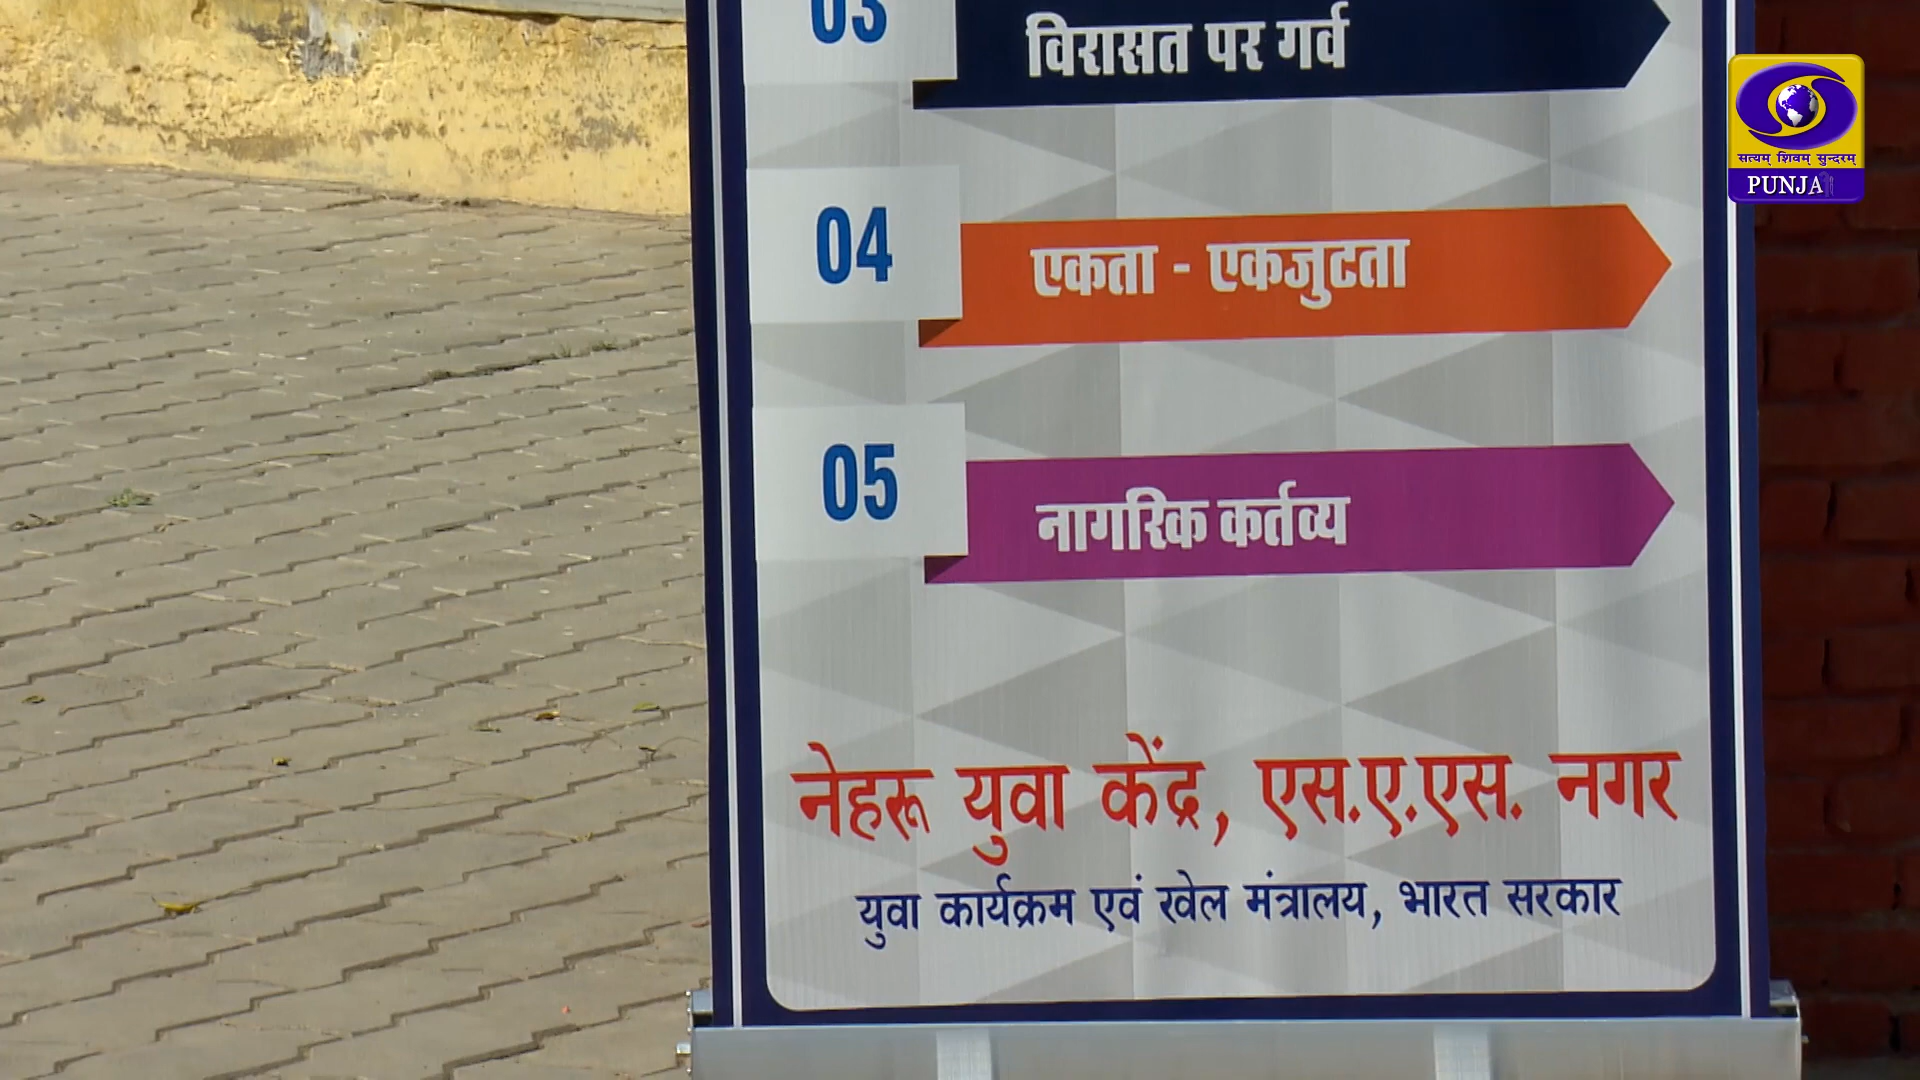 03
विरासत पर गर्व
सत्यम् शिवम् सुन्दरम्
PUNJA
04
एकता - एकजुटता
05
नागरिक कर्तव्य
नेहरू युवा केंद्र, एस.ए.एस. नगर
युवा कार्यक्रम एवं खेल मंत्रालय, भारत सरकार